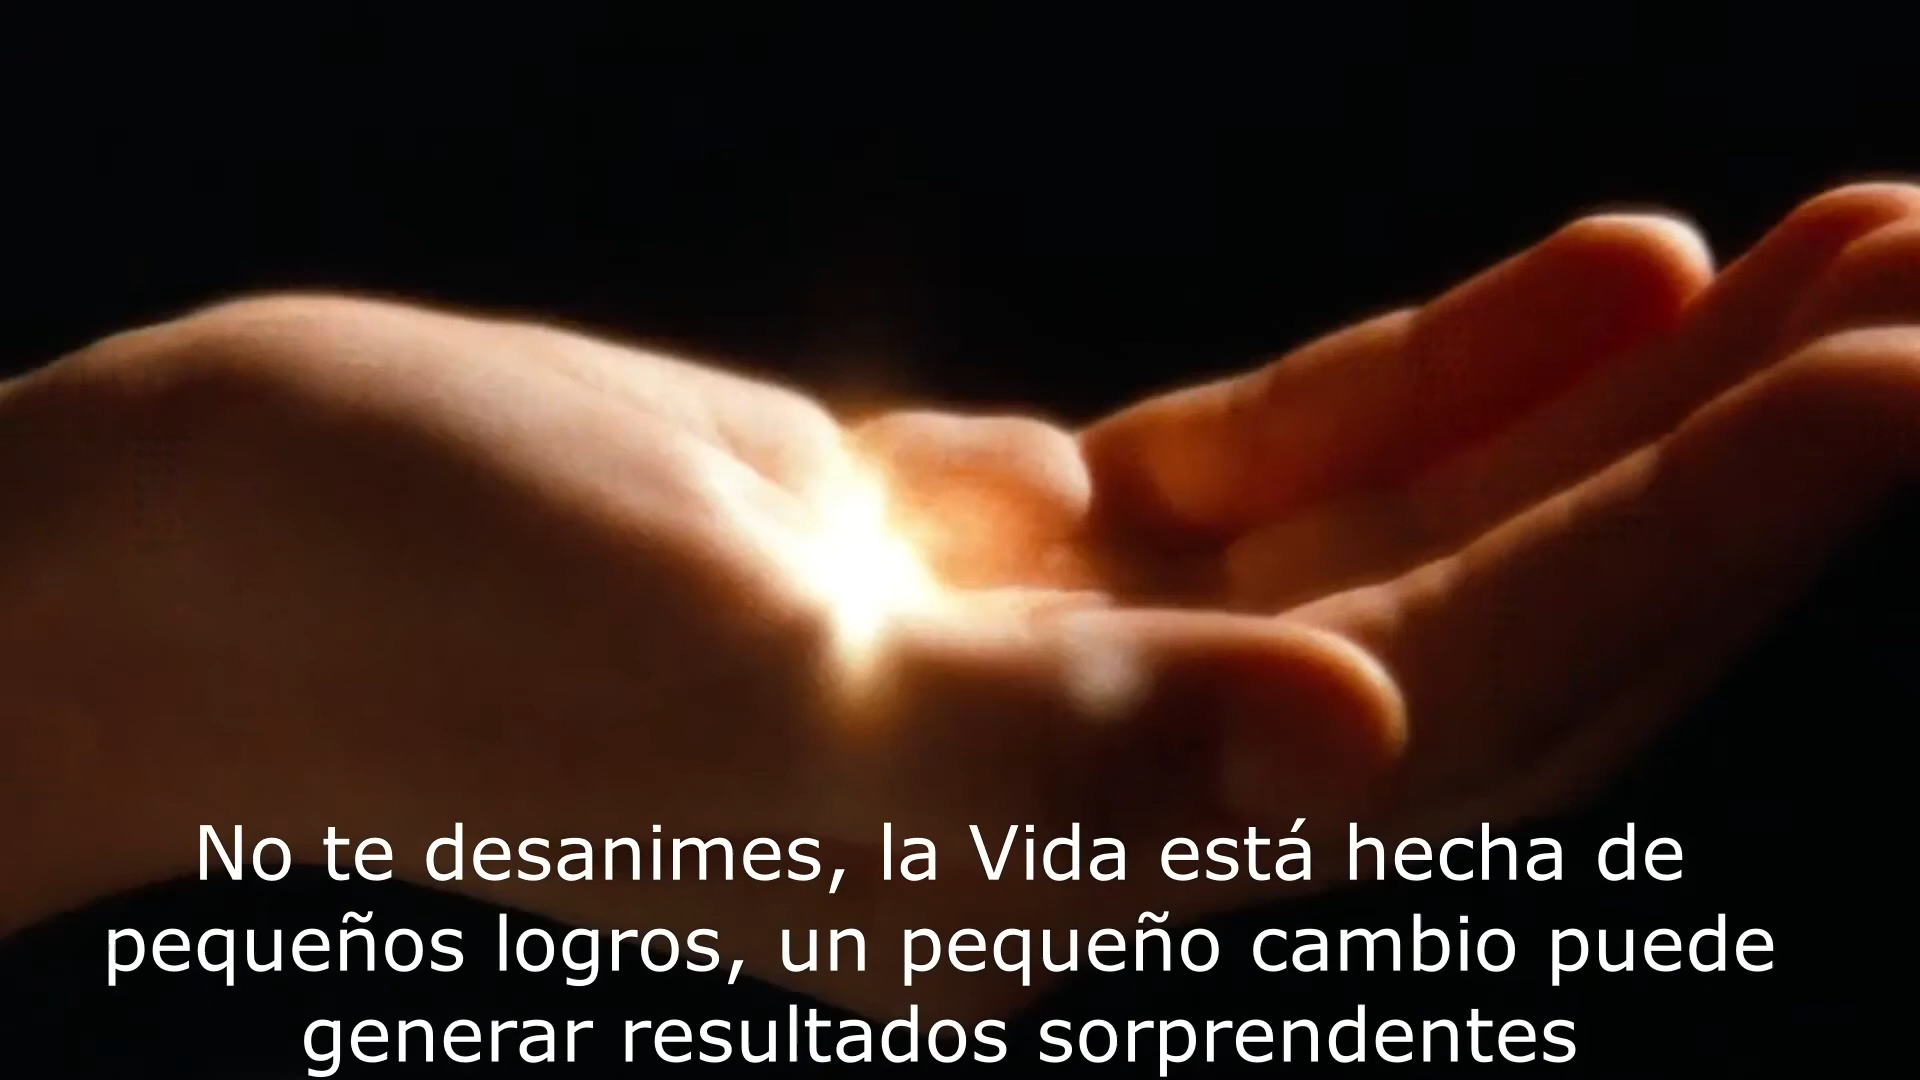 No te desanimes, la Vida está hecha de
pequeños logros, un pequeño cambio puede
generar resultados sorprendentes